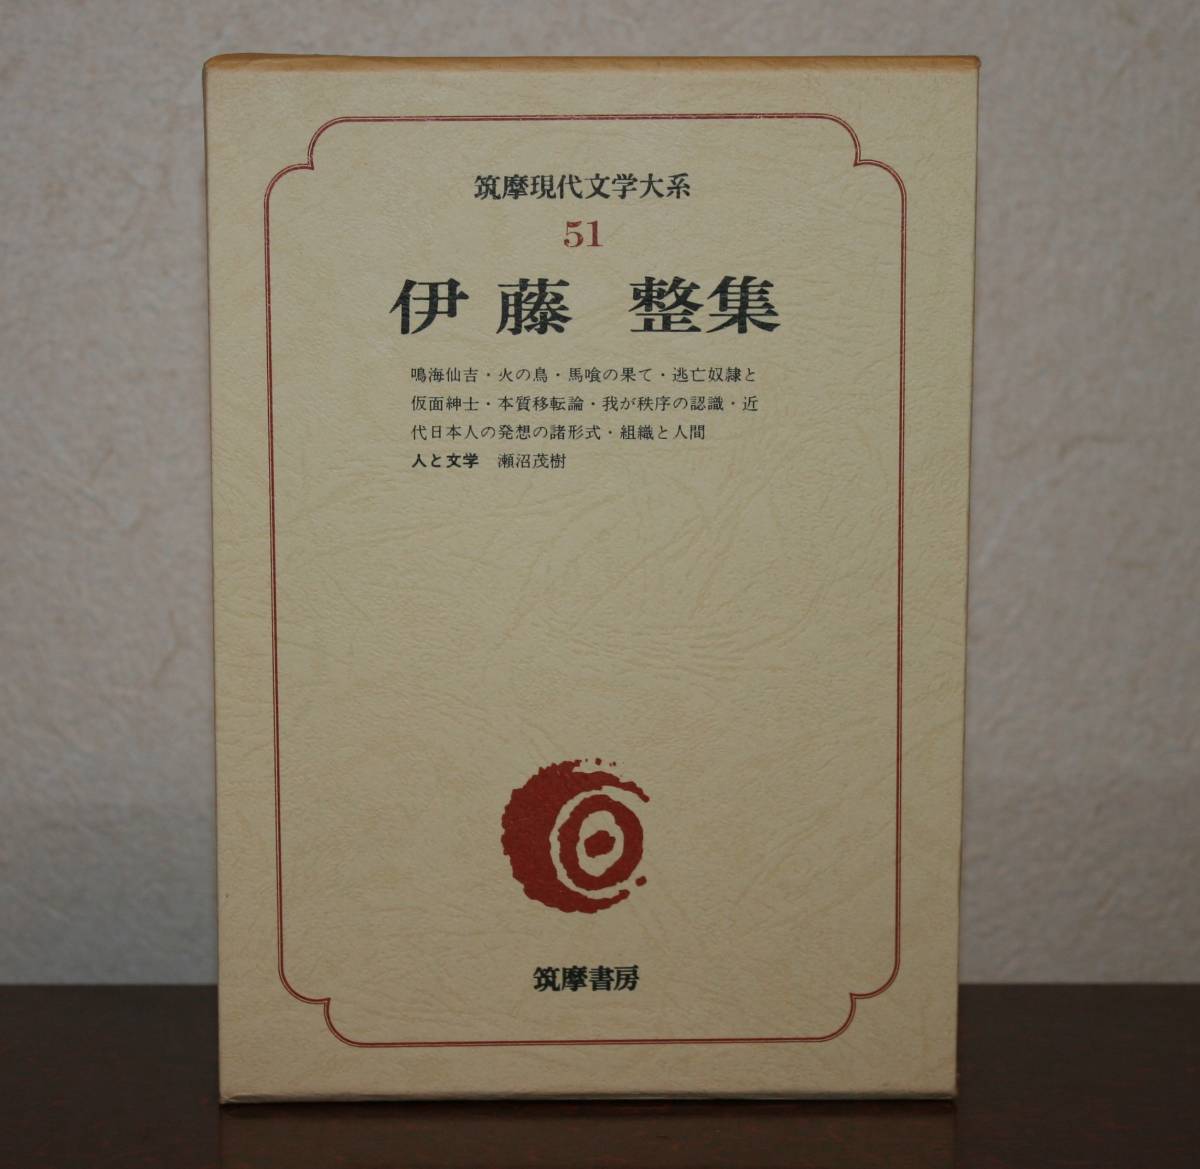 筑摩現代文学大系
51
伊藤 整集
鳴海仙吉・火の鳥・馬喰の果て・逃亡奴隷と
仮面紳士・本質移転論・我が秩序の認識・近
代日本人の発想の諸形式・組織と人間
人と文学 瀬沼茂樹
筑摩書房